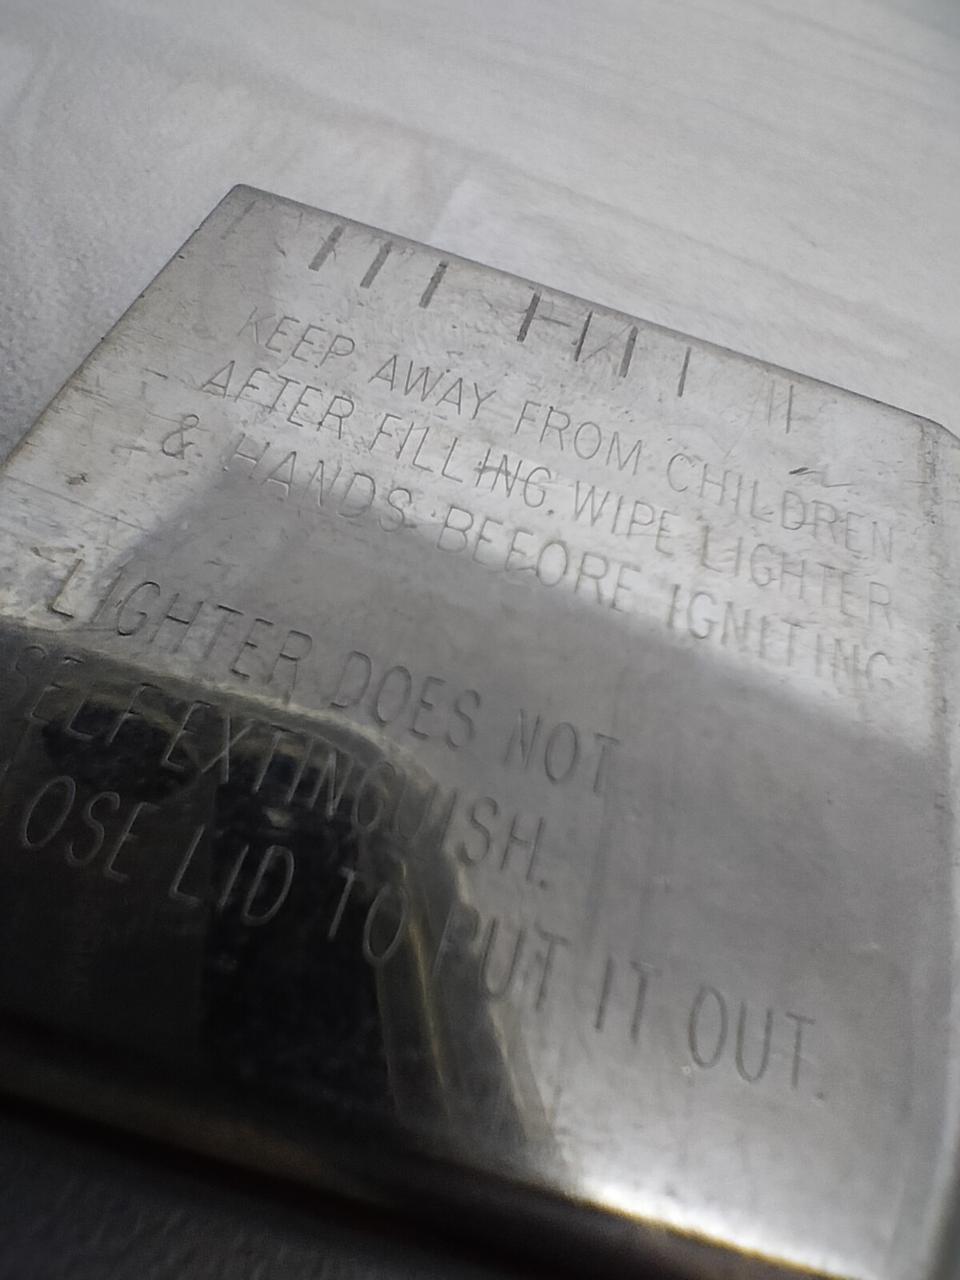 KEEP AWAY FROM CHILDREN
AFTER FILLING, WIPE LIGHTER
& HANDS BEFORE IGNITING
LIGHTER DOES NOT
SELF EXTINGUISH.
OSE LID TO PUT IT OUT.